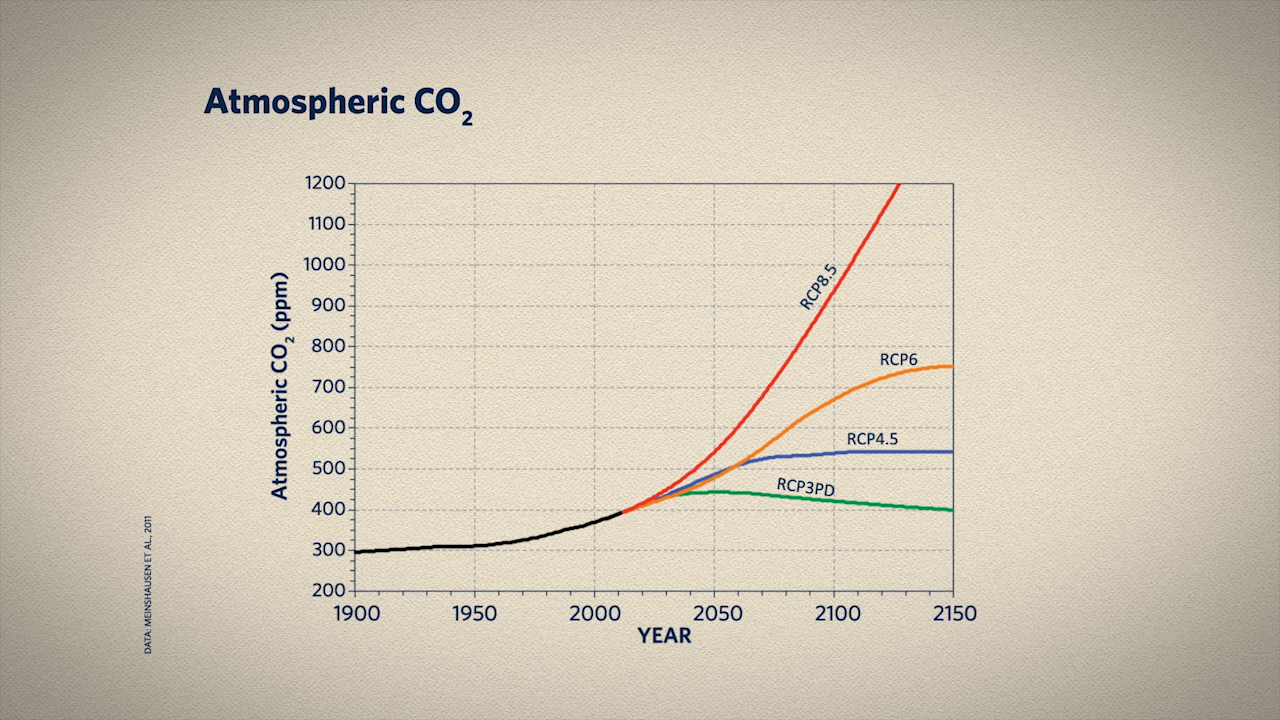 Atmospheric CO2
1200
1100
1000
900
800
700
600
500
400
300
200
Atmospheric CO2 (ppm)
RCP8.5
RCP6
RCP4.5
RCP3PD
1900 1950 2000 2050 2100 2150
YEAR
DATA: MEINSHAUSEN ET AL, 2011